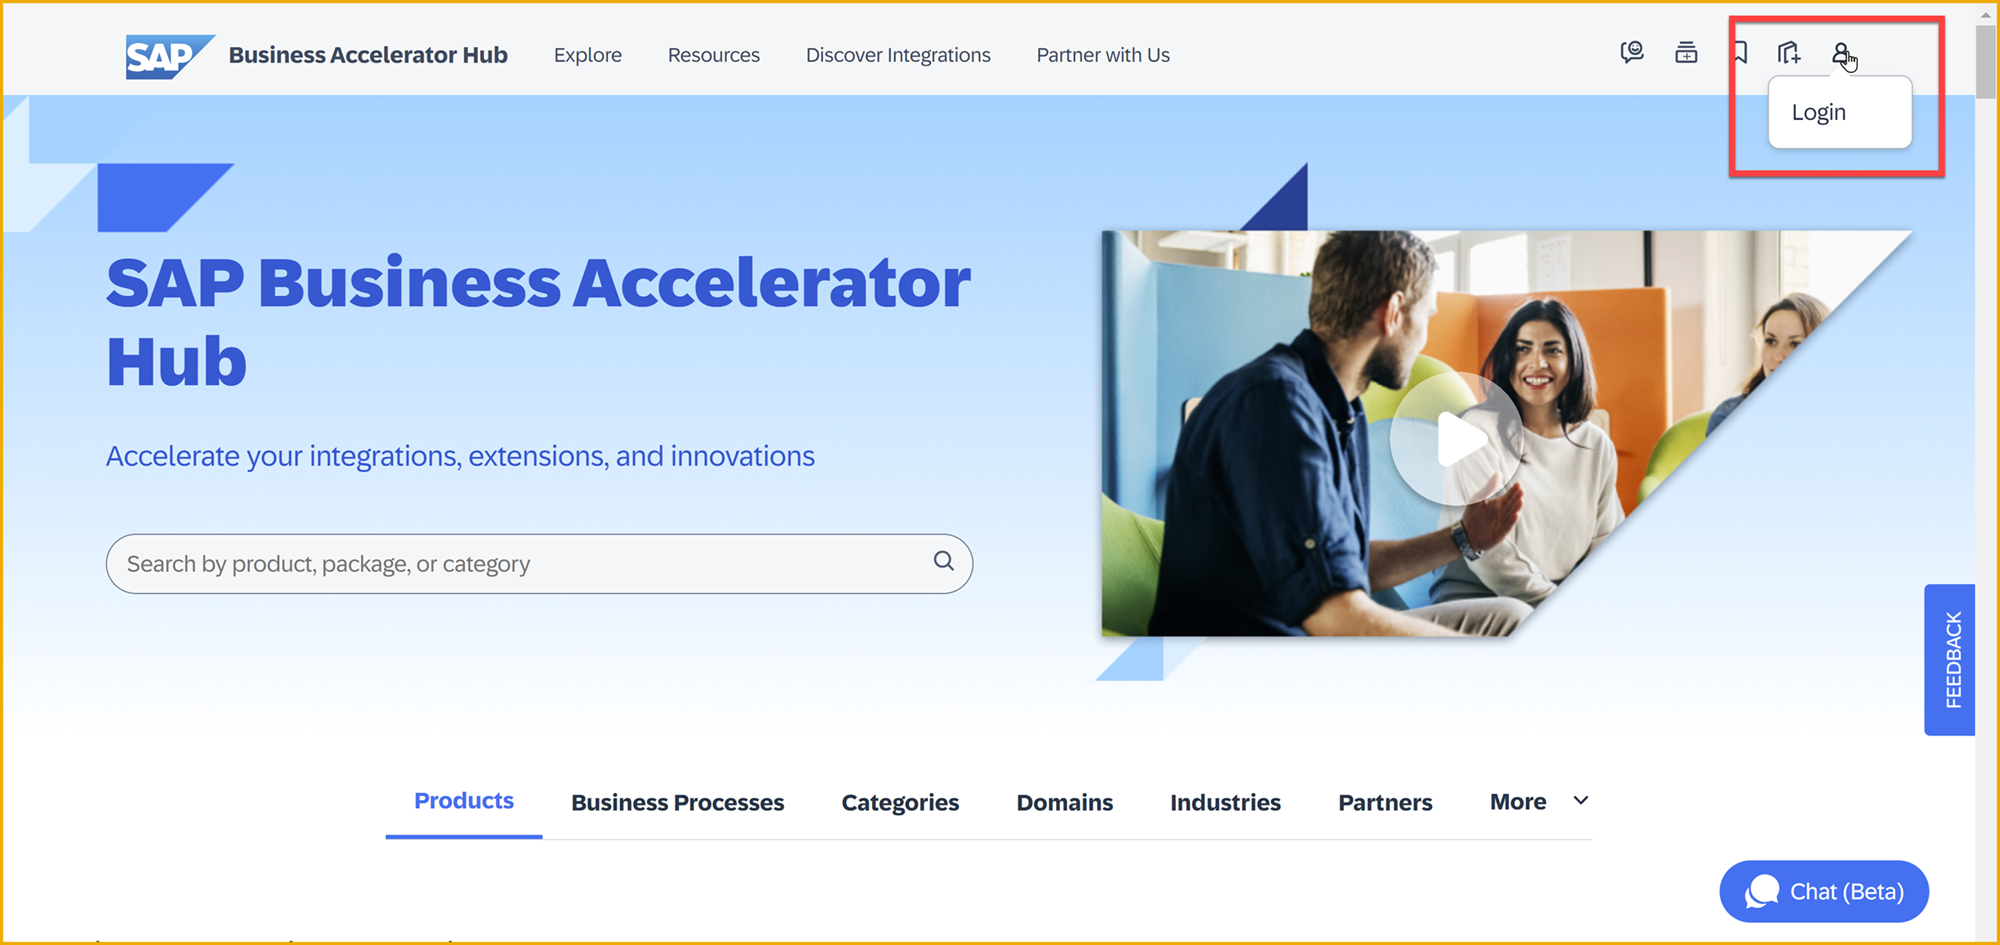 SAP Business Accelerator Hub Explore Resources Discover Integrations Partner with Us
Login
SAP Business Accelerator
Hub
Accelerate your integrations, extensions, and innovations
Search by product, package, or category
FEEDBACK
Products Business Processes Categories Domains Industries Partners More
Chat (Beta)